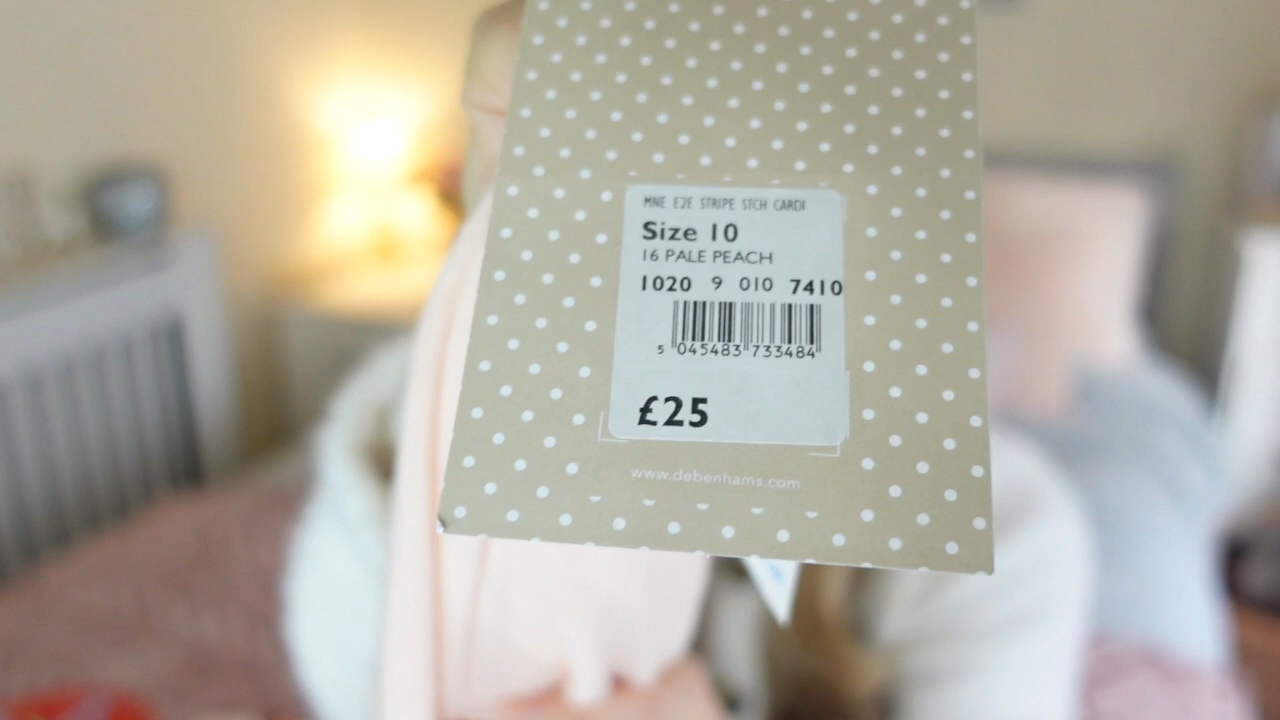 MNE E2E STRIPE STCH CARDI
Size 10
16 PALE PEACH
1020 9 010 7410
5 045483 733484
£25
www.debenhams.com